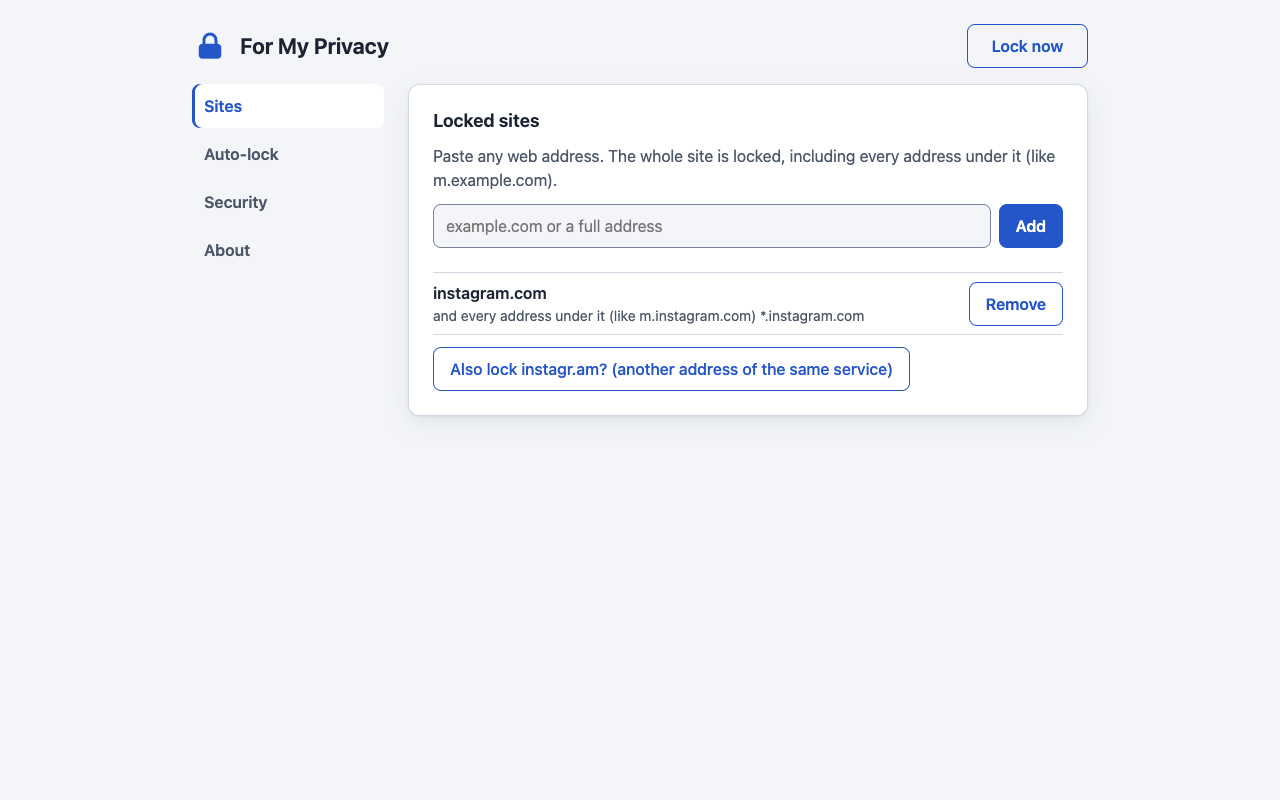 For My Privacy
Lock now
Sites
Auto-lock
Security
About
Locked sites
Paste any web address. The whole site is locked, including every address under it (like
m.example.com).
example.com or a full address
Add
instagram.com
and every address under it (like m.instagram.com) *.instagram.com
Remove
Also lock instagr.am? (another address of the same service)